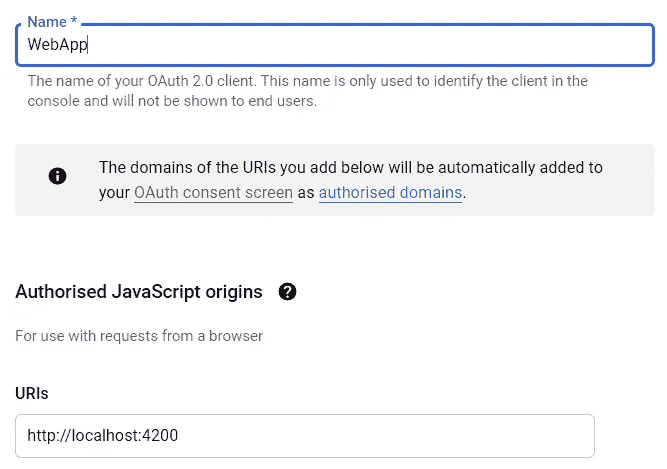 Name *
WebApp
The name of your OAuth 2.0 client. This name is only used to identify the client in the
console and will not be shown to end users.
The domains of the URIs you add below will be automatically added to
your OAuth consent screen as authorised domains.
Authorised JavaScript origins
For use with requests from a browser
URIs
http://localhost:4200